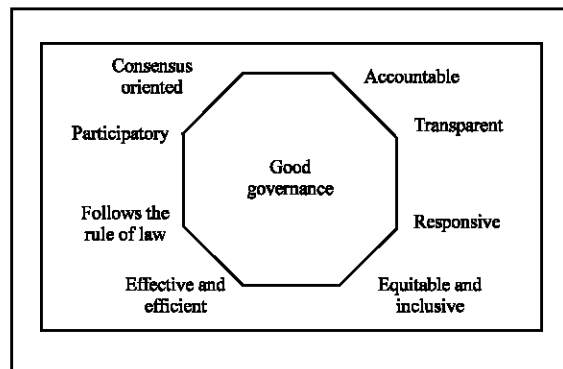 Consensus
oriented
Accountable
Participatory
Transparent
Good
governance
Follows the
rule of law
Responsive
Effective and
efficient
Equitable and
inclusive